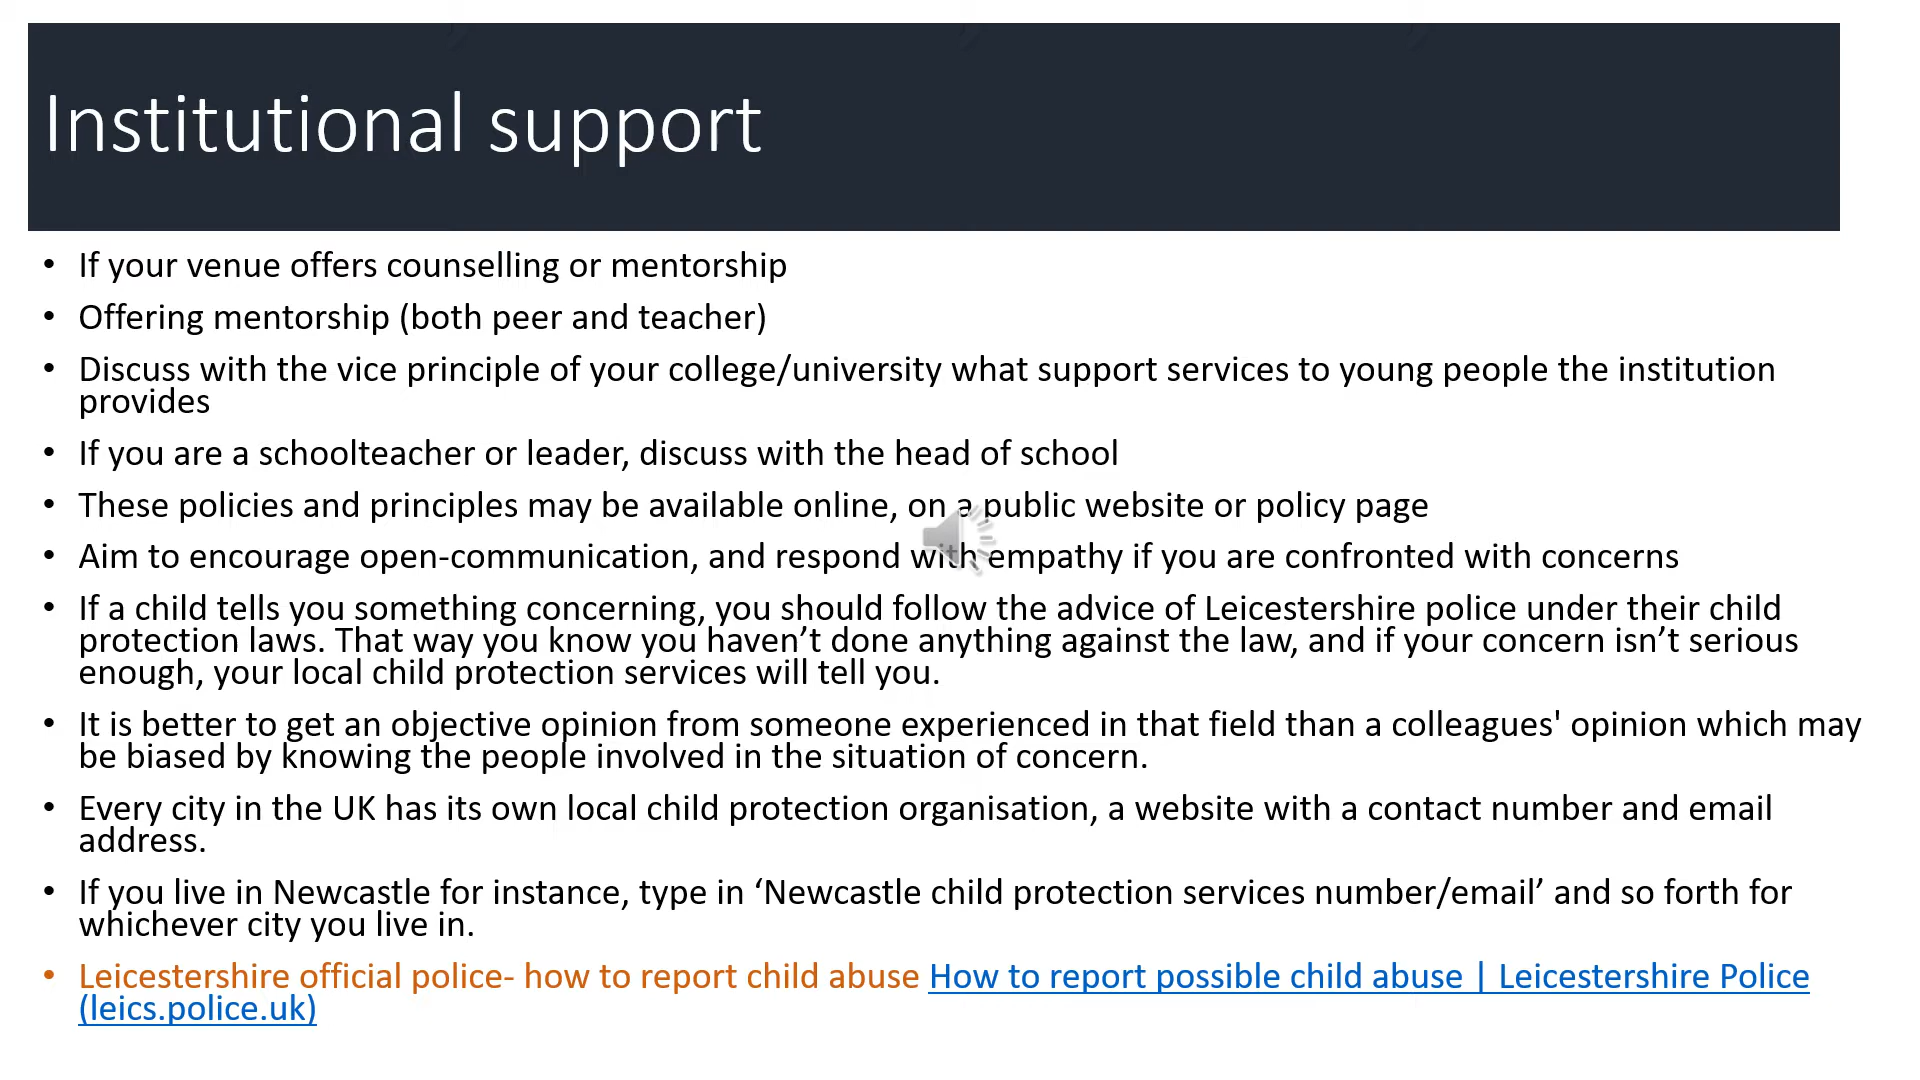 Institutional support
• If your venue offers counselling or mentorship
• Offering mentorship (both peer and teacher)
• Discuss with the vice principle of your college/university what support services to young people the institution
provides
• If you are a schoolteacher or leader, discuss with the head of school
• These policies and principles may be available online, on a public website or policy page
• Aim to encourage open-communication, and respond with empathy if you are confronted with concerns
• If a child tells you something concerning, you should follow the advice of Leicestershire police under their child
protection laws. That way you know you haven’t done anything against the law, and if your concern isn’t serious
enough, your local child protection services will tell you.
• It is better to get an objective opinion from someone experienced in that field than a colleagues' opinion which may
be biased by knowing the people involved in the situation of concern.
• Every city in the UK has its own local child protection organisation, a website with a contact number and email
address.
• If you live in Newcastle for instance, type in ‘Newcastle child protection services number/email’ and so forth for
whichever city you live in.
• Leicestershire official police- how to report child abuse How to report possible child abuse | Leicestershire Police
(leics.police.uk)